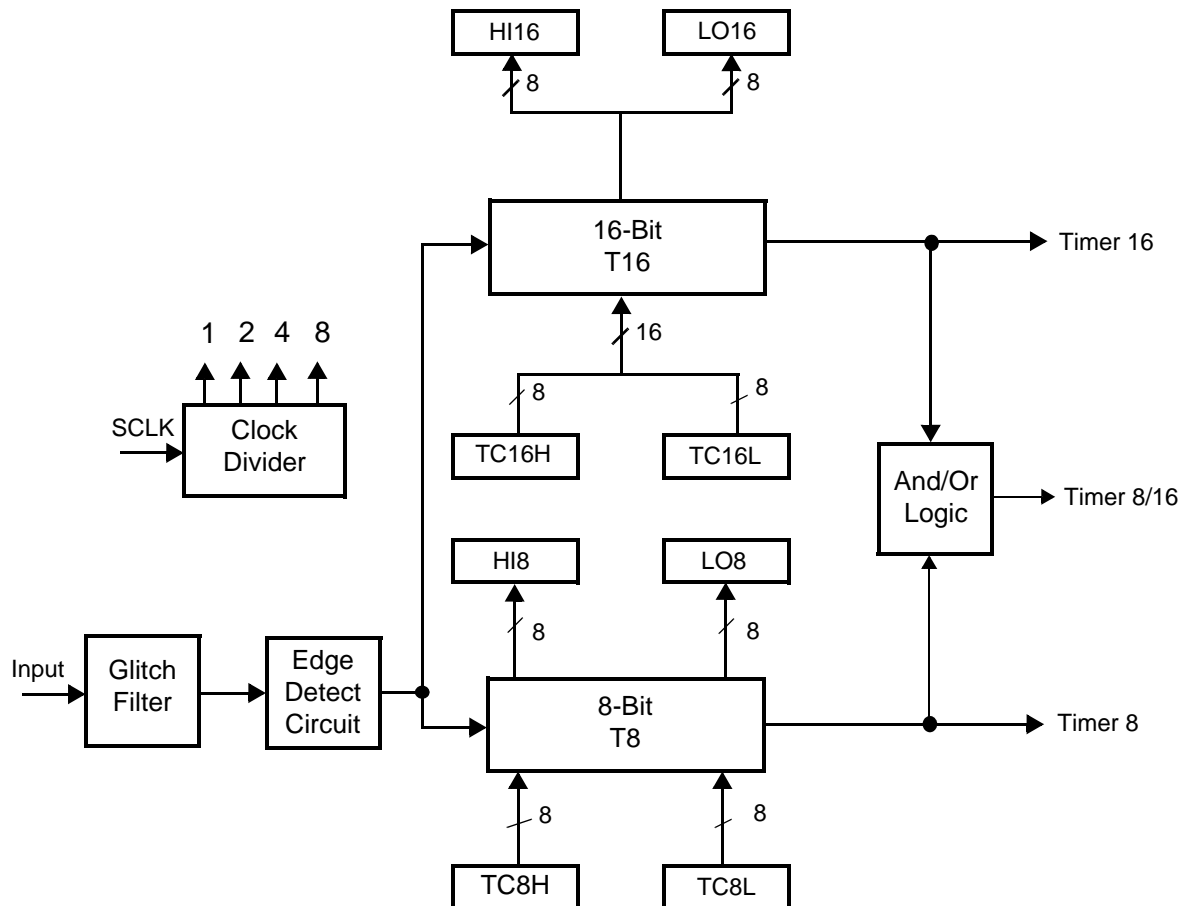 HI16
LO16
8
8
16-Bit
T16
Timer 16
1 2 4 8
16
8
8
SCLK
Clock
Divider
TC16H
TC16L
And/Or
Logic
Timer 8/16
HI8
LO8
8
8
Input
Glitch
Filter
Edge
Detect
Circuit
8-Bit
T8
Timer 8
8
8
TC8H
TC8L